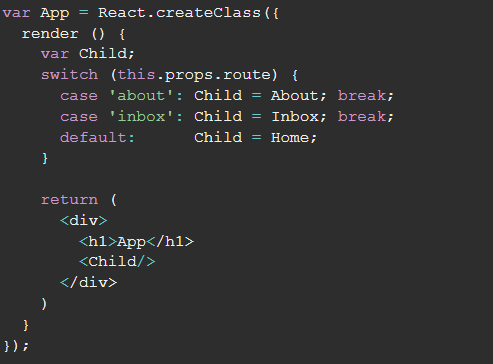 var App = React.createClass({
  render () {
    var Child;
    switch (this.props.route) {
      case 'about': Child = About; break;
      case 'inbox': Child = Inbox; break;
      default:      Child = Home;
    }

    return (
      <div>
        <h1>App</h1>
        <Child/>
      </div>
    )
  }
});